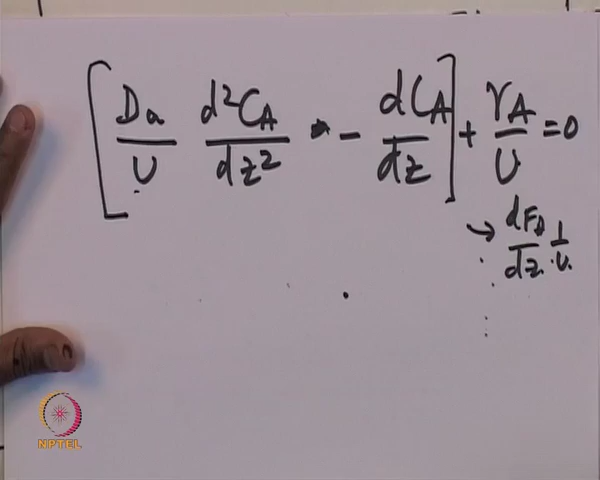 [ Da/U d²CA/dz² - dCA/dz ] + rA/U = 0
→ dFA/dz 1/U
NPTEL